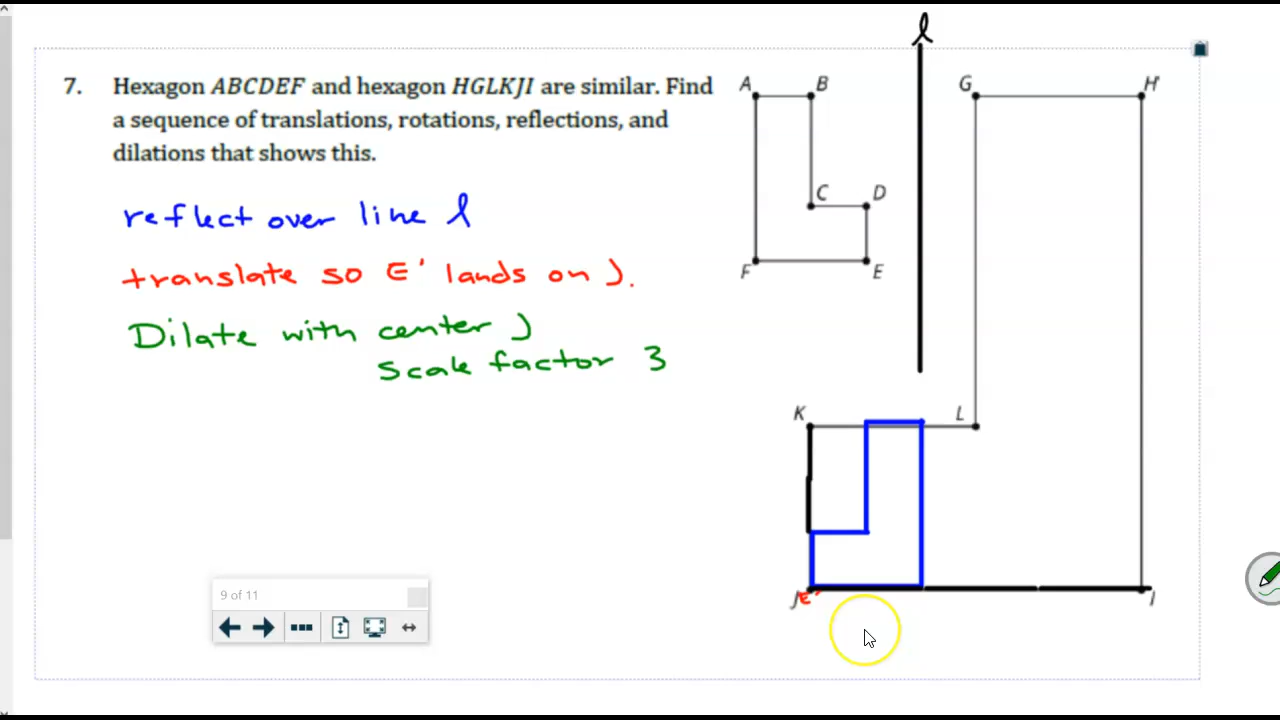 ℓ
7. Hexagon ABCDEF and hexagon HGLKJI are similar. Find
a sequence of translations, rotations, reflections, and
dilations that shows this.
reflect over line ℓ
translate so E' lands on J.
Dilate with center J
scale factor 3
A B G H
C D
F E
K L
J E' I
9 of 11